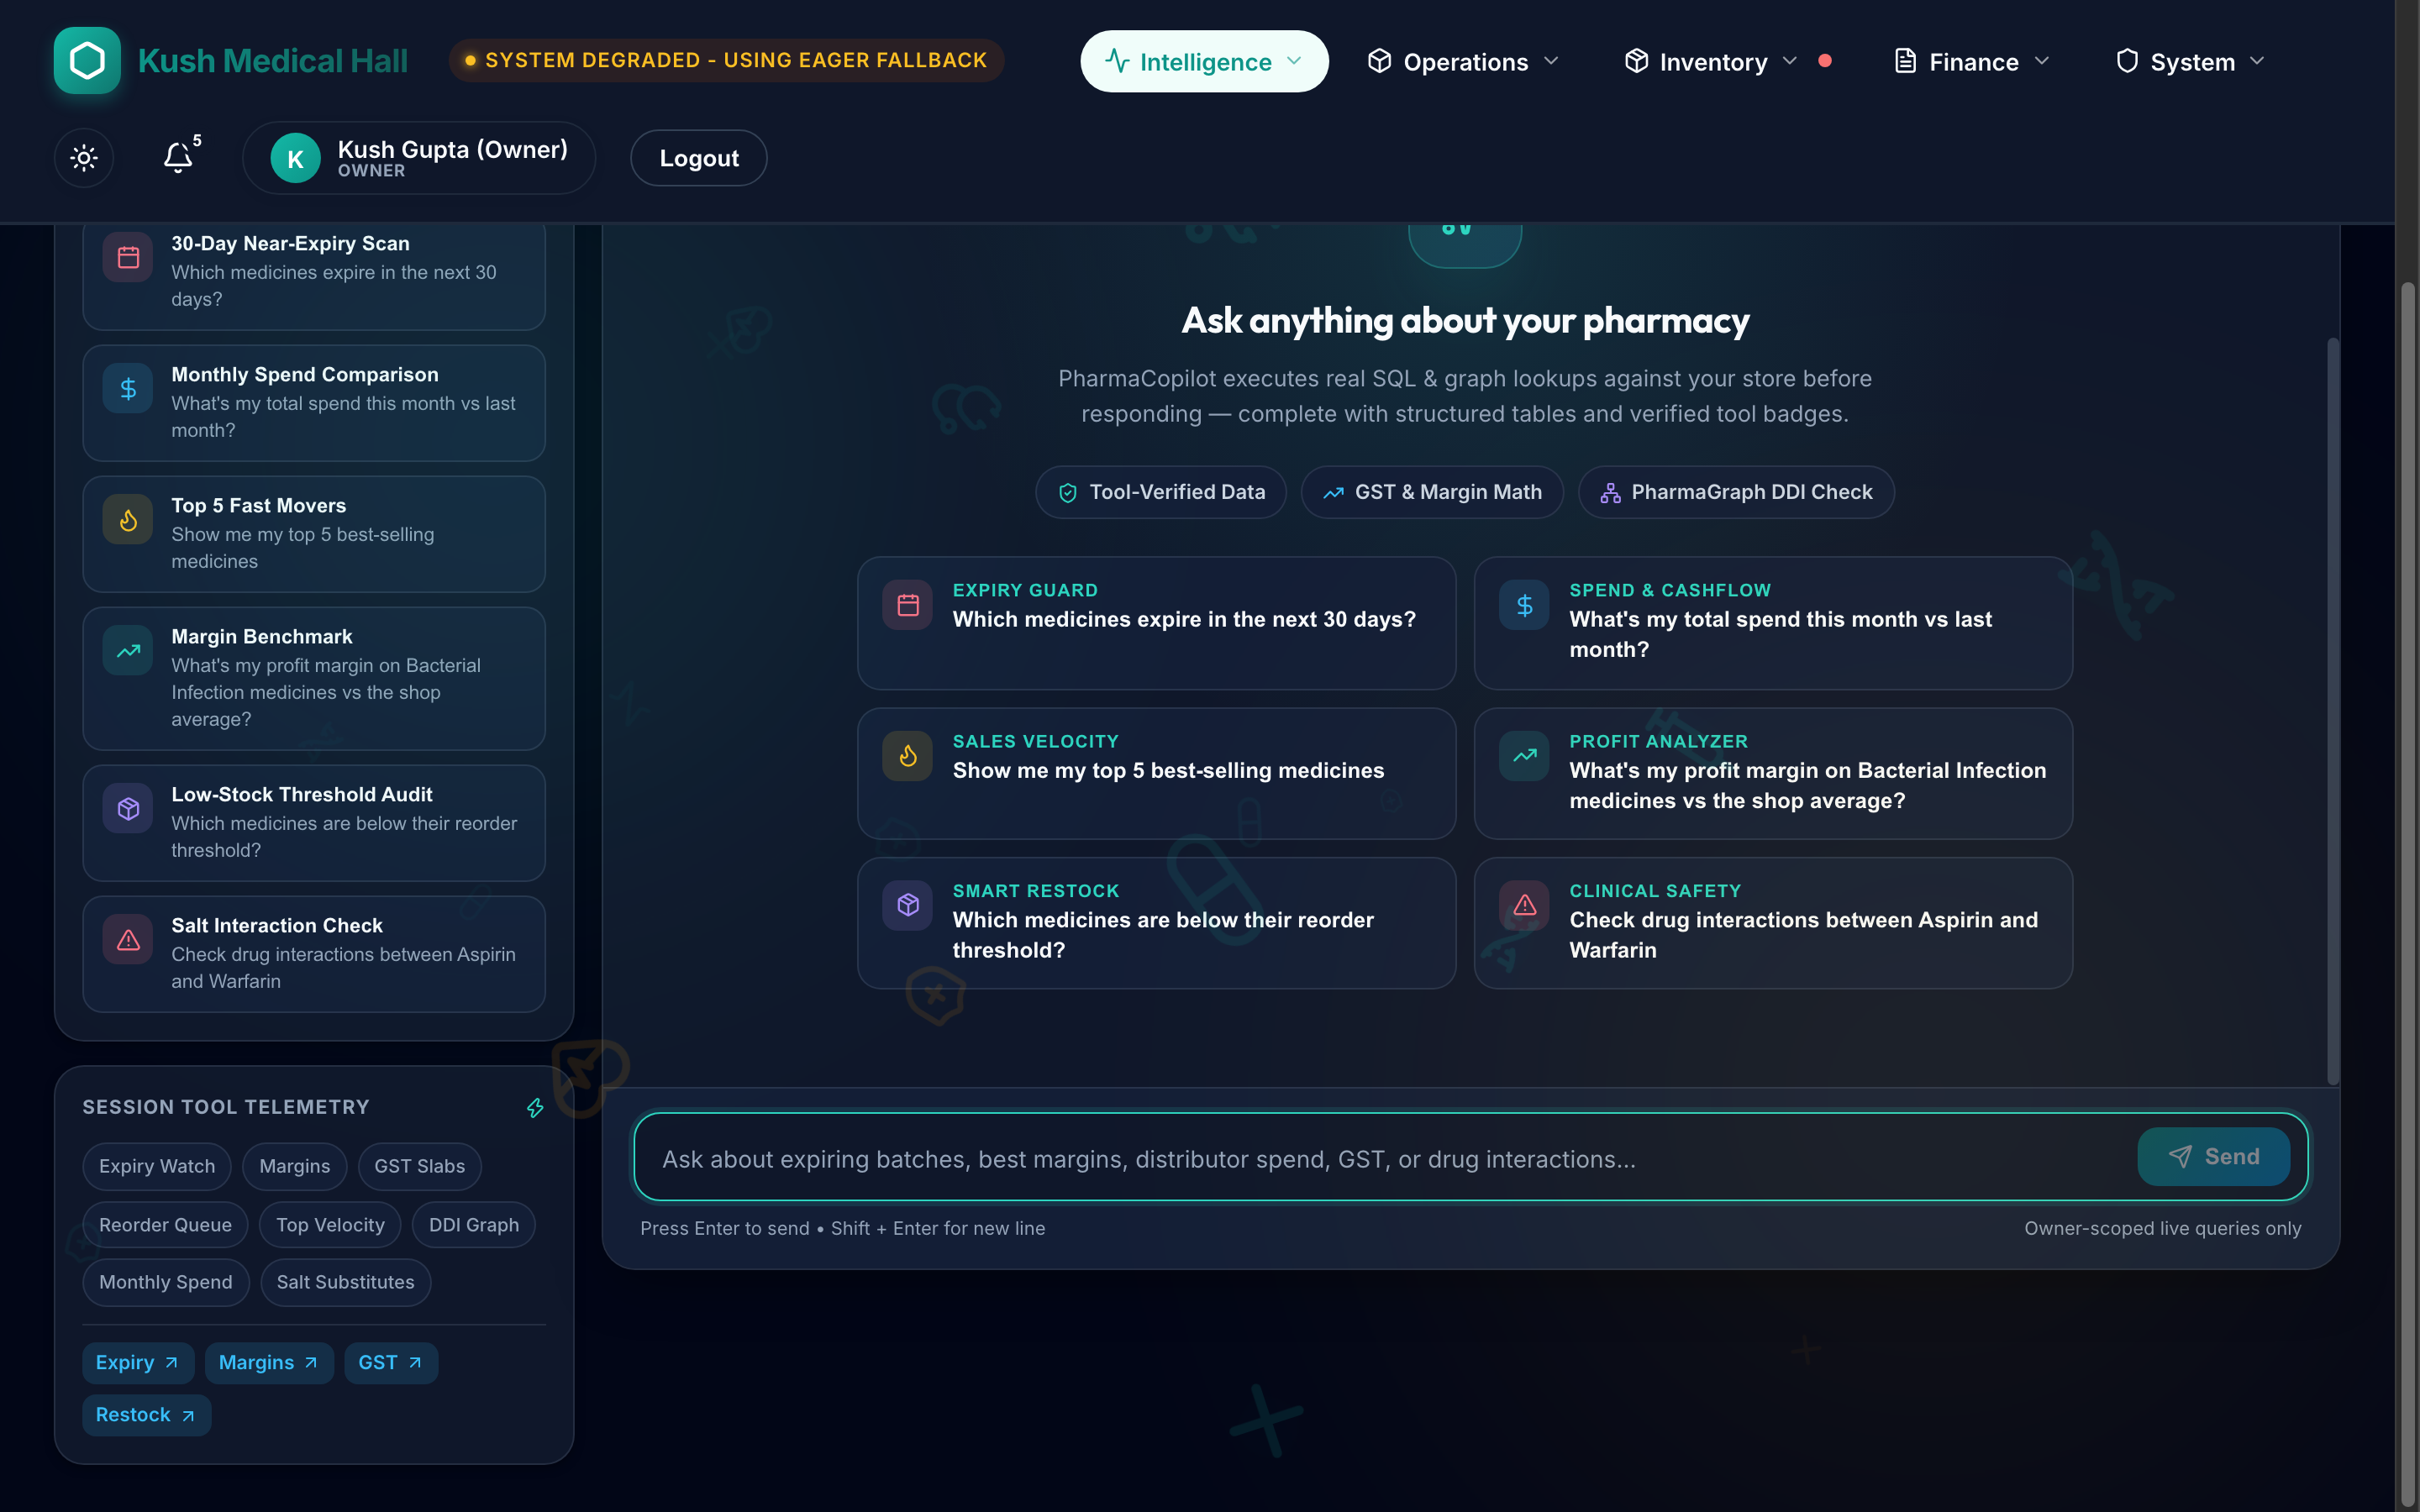 Kush Medical Hall
SYSTEM DEGRADED - USING EAGER FALLBACK
Intelligence
Operations
Inventory
Finance
System
5
K
Kush Gupta (Owner)
OWNER
Logout
30-Day Near-Expiry Scan
Which medicines expire in the next 30
days?
Monthly Spend Comparison
What's my total spend this month vs last
month?
Top 5 Fast Movers
Show me my top 5 best-selling
medicines
Margin Benchmark
What's my profit margin on Bacterial
Infection medicines vs the shop
average?
Low-Stock Threshold Audit
Which medicines are below their reorder
threshold?
Salt Interaction Check
Check drug interactions between Aspirin
and Warfarin
SESSION TOOL TELEMETRY
Expiry Watch
Margins
GST Slabs
Reorder Queue
Top Velocity
DDI Graph
Monthly Spend
Salt Substitutes
Expiry
Margins
GST
Restock
Ask anything about your pharmacy
PharmaCopilot executes real SQL & graph lookups against your store before
responding — complete with structured tables and verified tool badges.
Tool-Verified Data
GST & Margin Math
PharmaGraph DDI Check
EXPIRY GUARD
Which medicines expire in the next 30 days?
SPEND & CASHFLOW
What's my total spend this month vs last
month?
SALES VELOCITY
Show me my top 5 best-selling medicines
PROFIT ANALYZER
What's my profit margin on Bacterial Infection
medicines vs the shop average?
SMART RESTOCK
Which medicines are below their reorder
threshold?
CLINICAL SAFETY
Check drug interactions between Aspirin and
Warfarin
Ask about expiring batches, best margins, distributor spend, GST, or drug interactions...
Send
Press Enter to send • Shift + Enter for new line
Owner-scoped live queries only